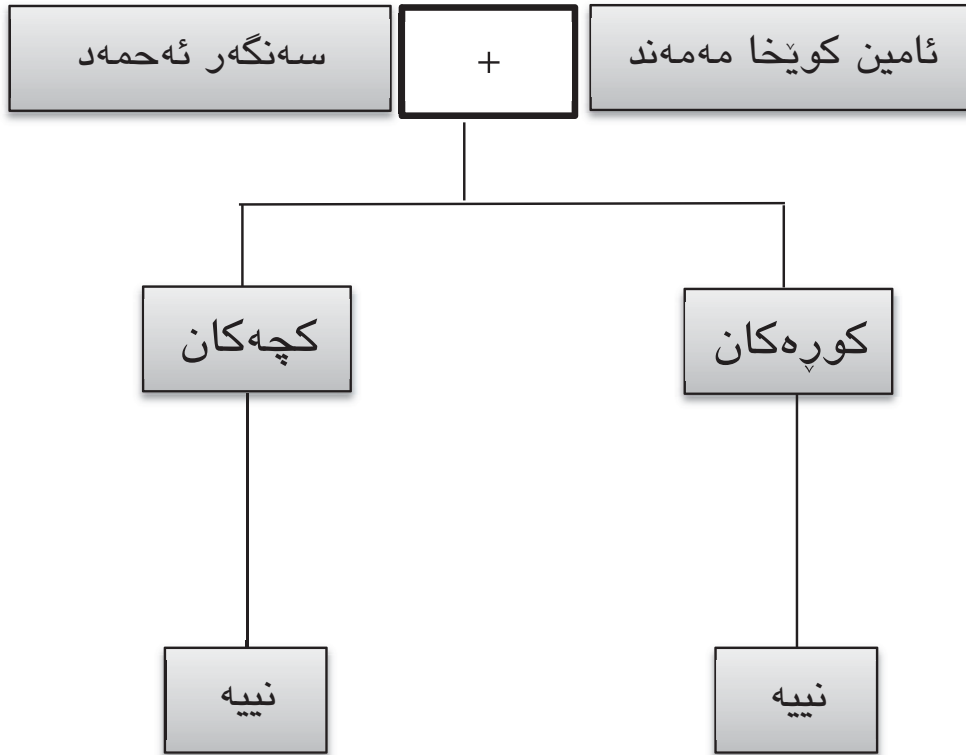 ئامین کوێخا مەمەند
+
سەنگەر ئەحمەد
کوڕەکان
کچەکان
نییە
نییە